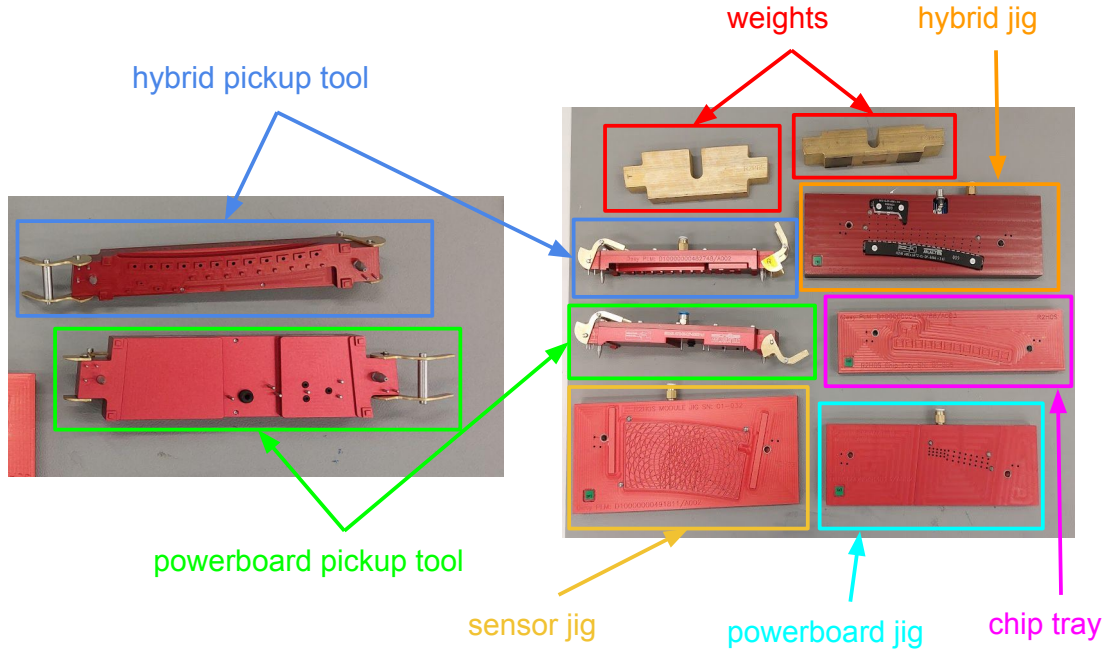 weights
hybrid jig
hybrid pickup tool
powerboard pickup tool
sensor jig
powerboard jig
chip tray